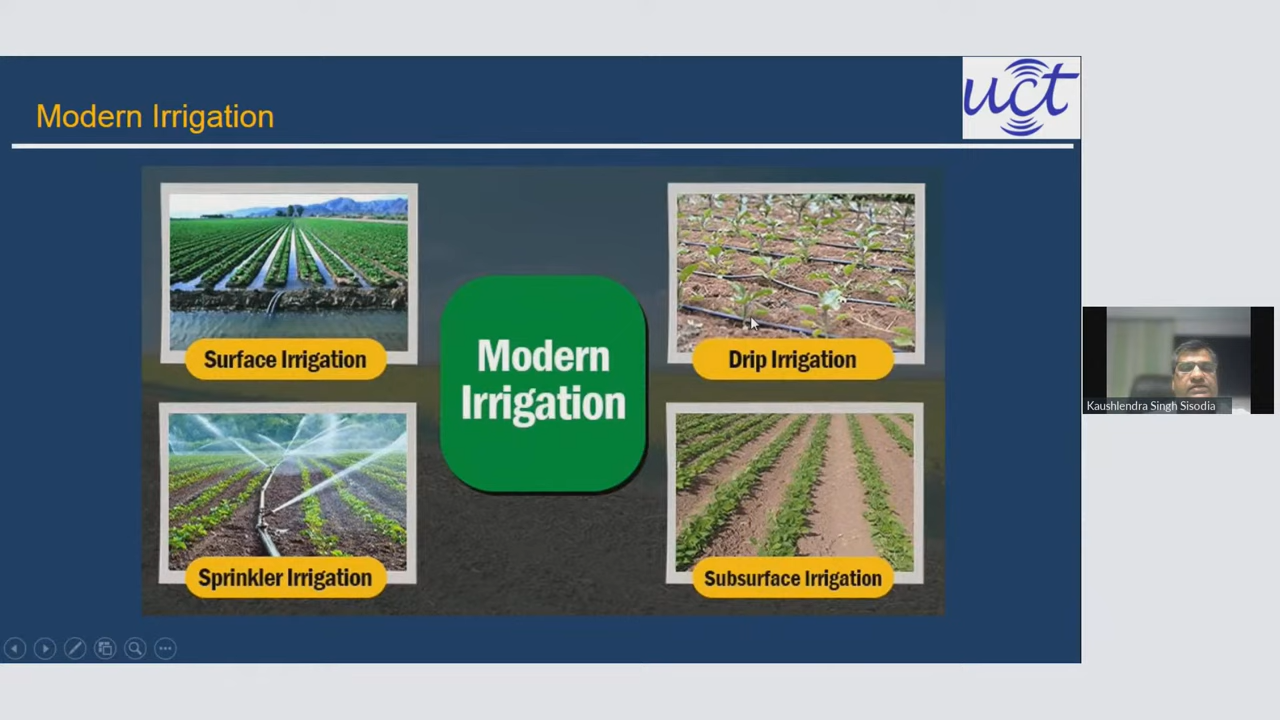 uct
Modern Irrigation
Surface Irrigation
Drip Irrigation
Modern
Irrigation
Sprinkler Irrigation
Subsurface Irrigation
Kaushlendra Singh Sisodia